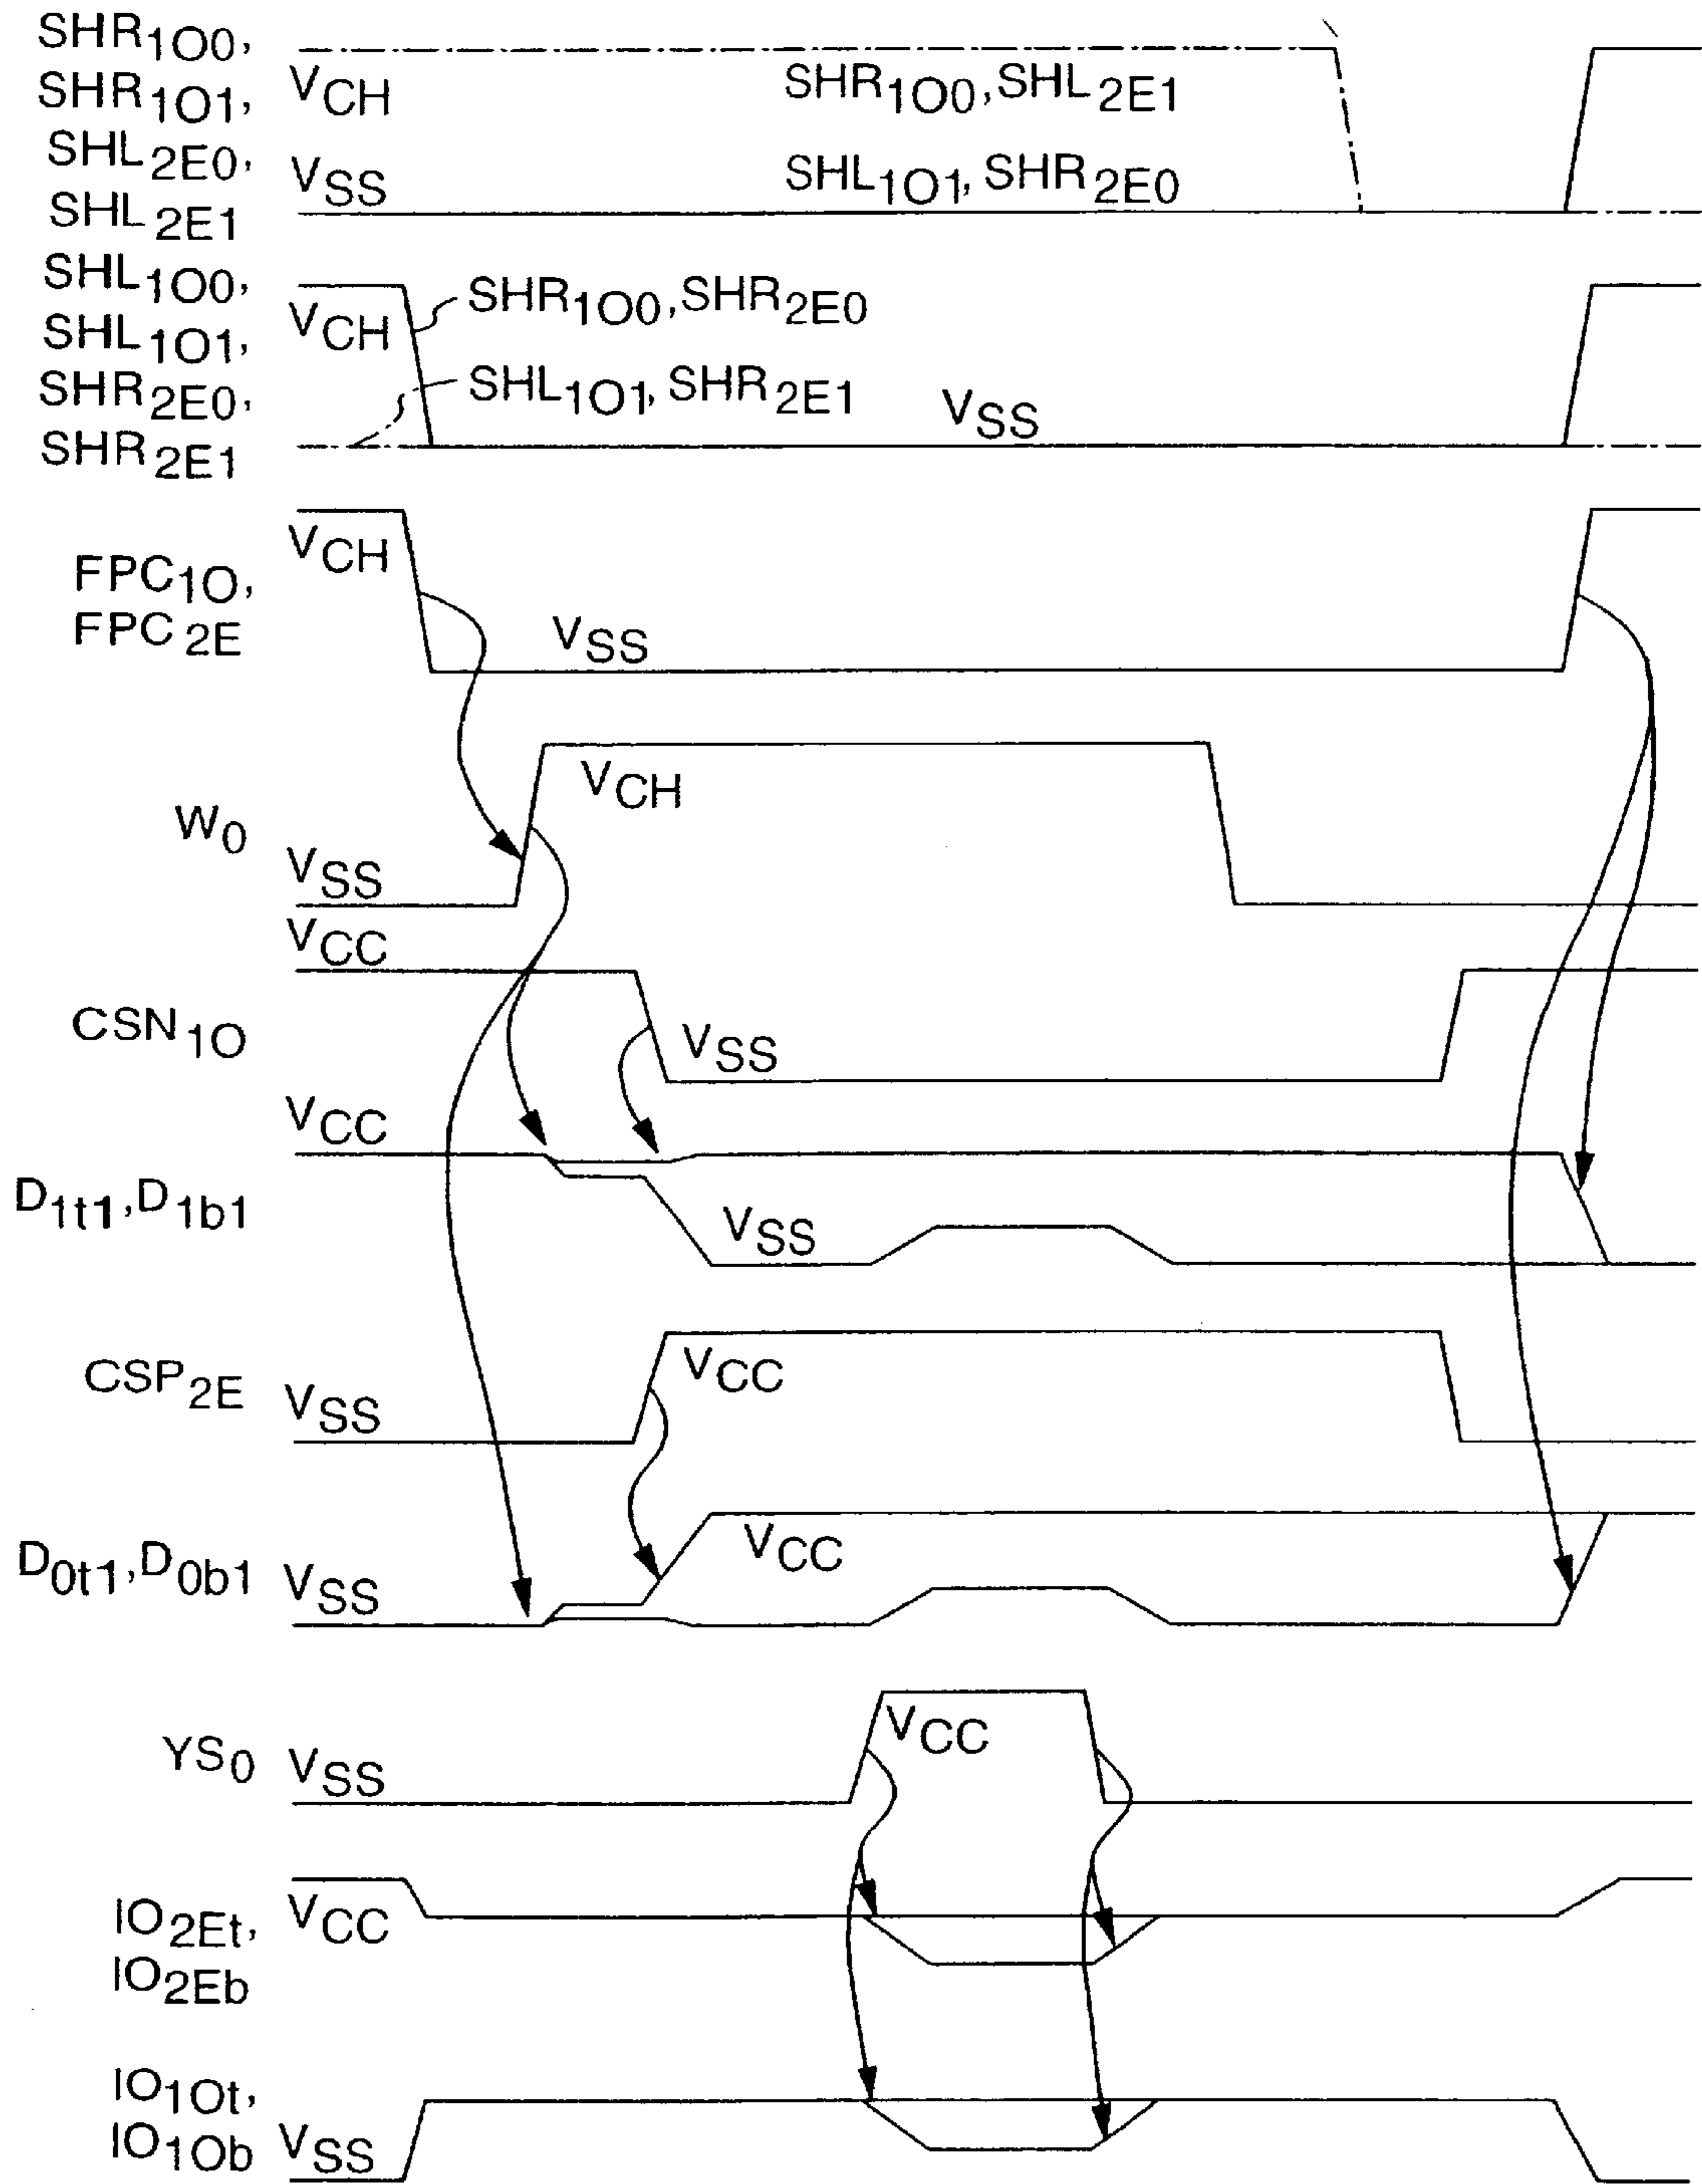 SHR1O0,
SHR1O1,
SHL2E0,
SHL2E1
VCH
VSS
SHR1O0, SHL2E1
SHL1O1, SHR2E0
SHL1O0,
SHL1O1,
SHR2E0,
SHR2E1
VCH
SHR1O0, SHR2E0
SHL1O1, SHR2E1
VSS
FPC1O,
FPC2E
VCH
VSS
W0
VCH
VSS
CSN1O
VCC
VSS
D1t1, D1b1
VCC
VSS
CSP2E
VCC
VSS
D0t1, D0b1
VSS
VCC
YS0
VSS
VCC
IO2Et,
IO2Eb
VCC
IO1Ot,
IO1Ob
VSS